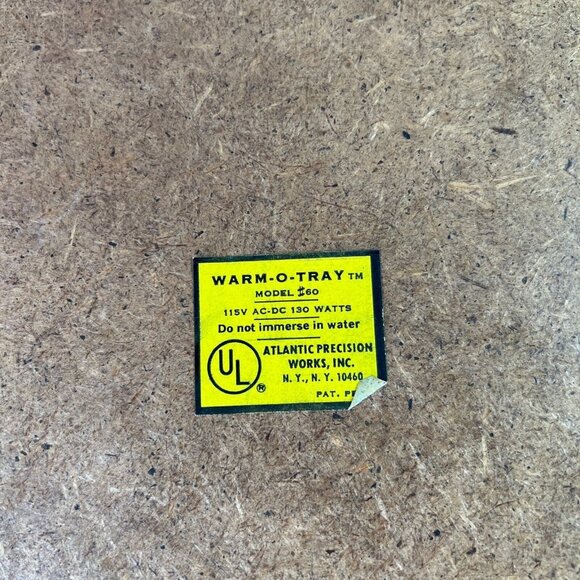 WARM-O-TRAY TM
MODEL #60
115V AC-DC 130 WATTS
Do not immerse in water
UL ®
ATLANTIC PRECISION
WORKS, INC.
N. Y., N. Y. 10460
PAT.